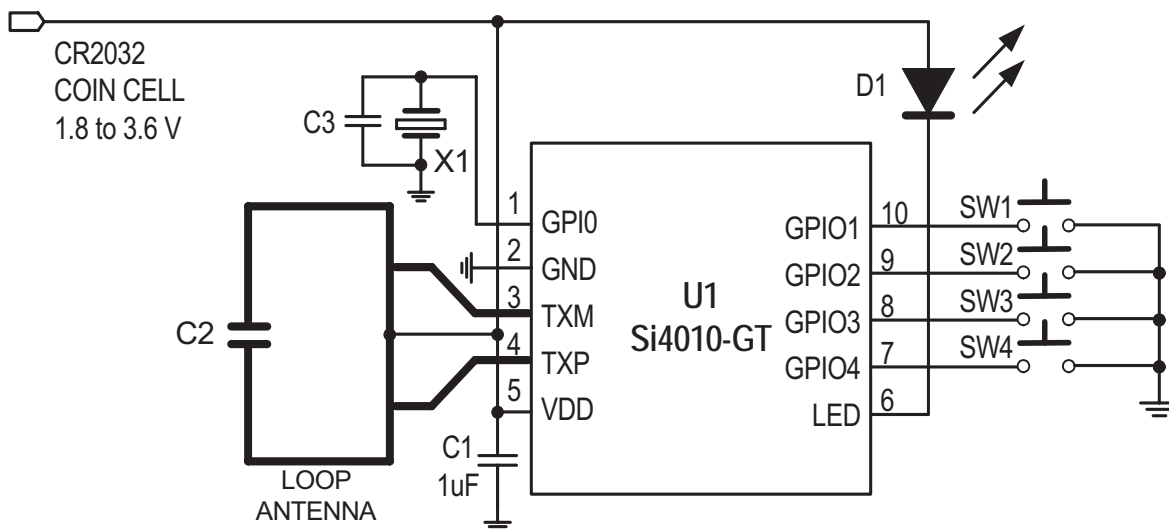 CR2032
COIN CELL
1.8 to 3.6 V
D1
C3
X1
1
GPI0
2
GND
3
TXM
4
TXP
5
VDD
U1
Si4010-GT
GPIO1
10
SW1
GPIO2
9
SW2
GPIO3
8
SW3
GPIO4
7
SW4
LED
6
C2
C1
1uF
LOOP
ANTENNA